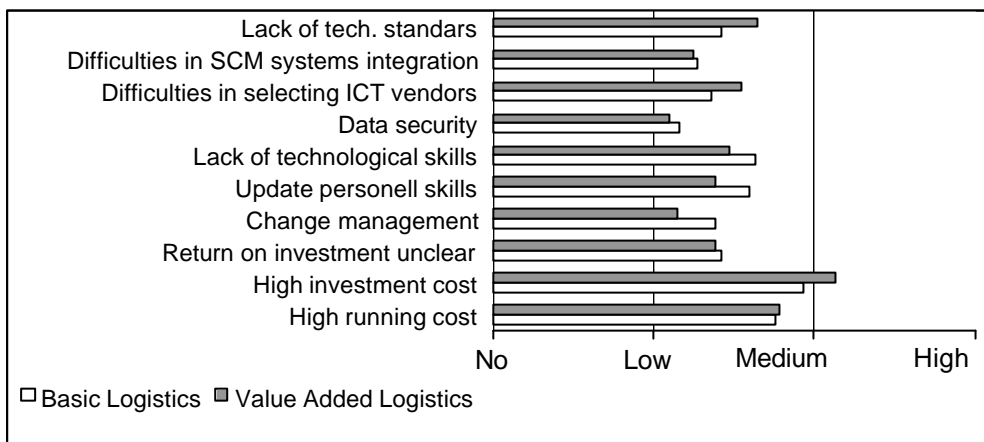 Lack of tech. standars
Difficulties in SCM systems integration
Difficulties in selecting ICT vendors
Data security
Lack of technological skills
Update personell skills
Change management
Return on investment unclear
High investment cost
High running cost
No Low Medium High
Basic Logistics Value Added Logistics